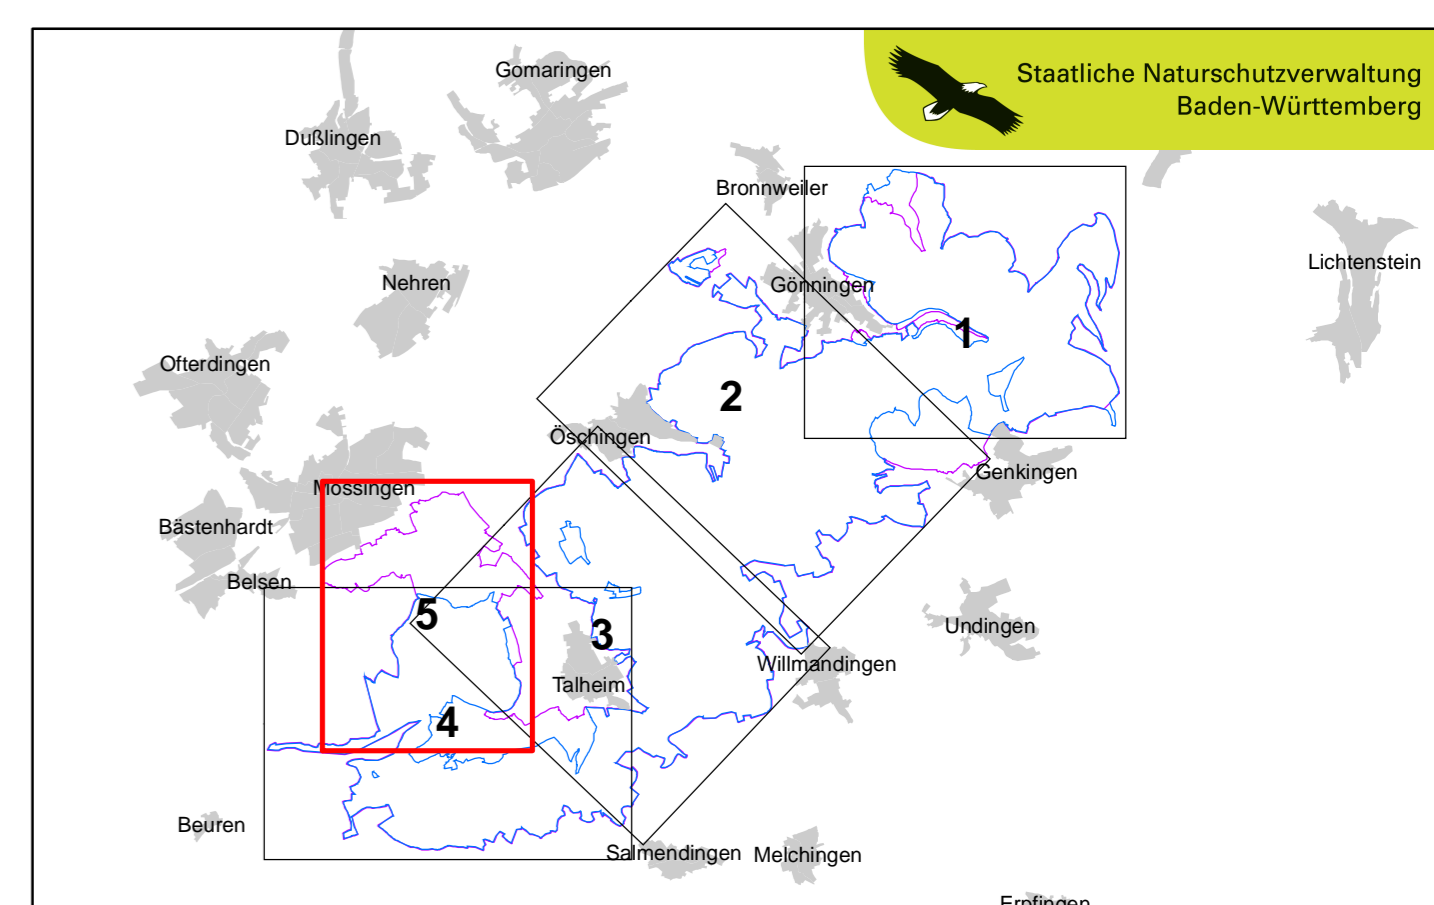 Staatliche Naturschutzverwaltung
Baden-Württemberg
Gomaringen
Dußlingen
Bronnweiler
Lichtenstein
Nehren
Gönningen
1
Ofterdingen
2
Öschingen
Genkingen
Mössingen
Bästenhardt
Belsen
5
3
Undingen
Willmandingen
Talheim
4
Beuren
Salmendingen
Melchingen
Erpfingen